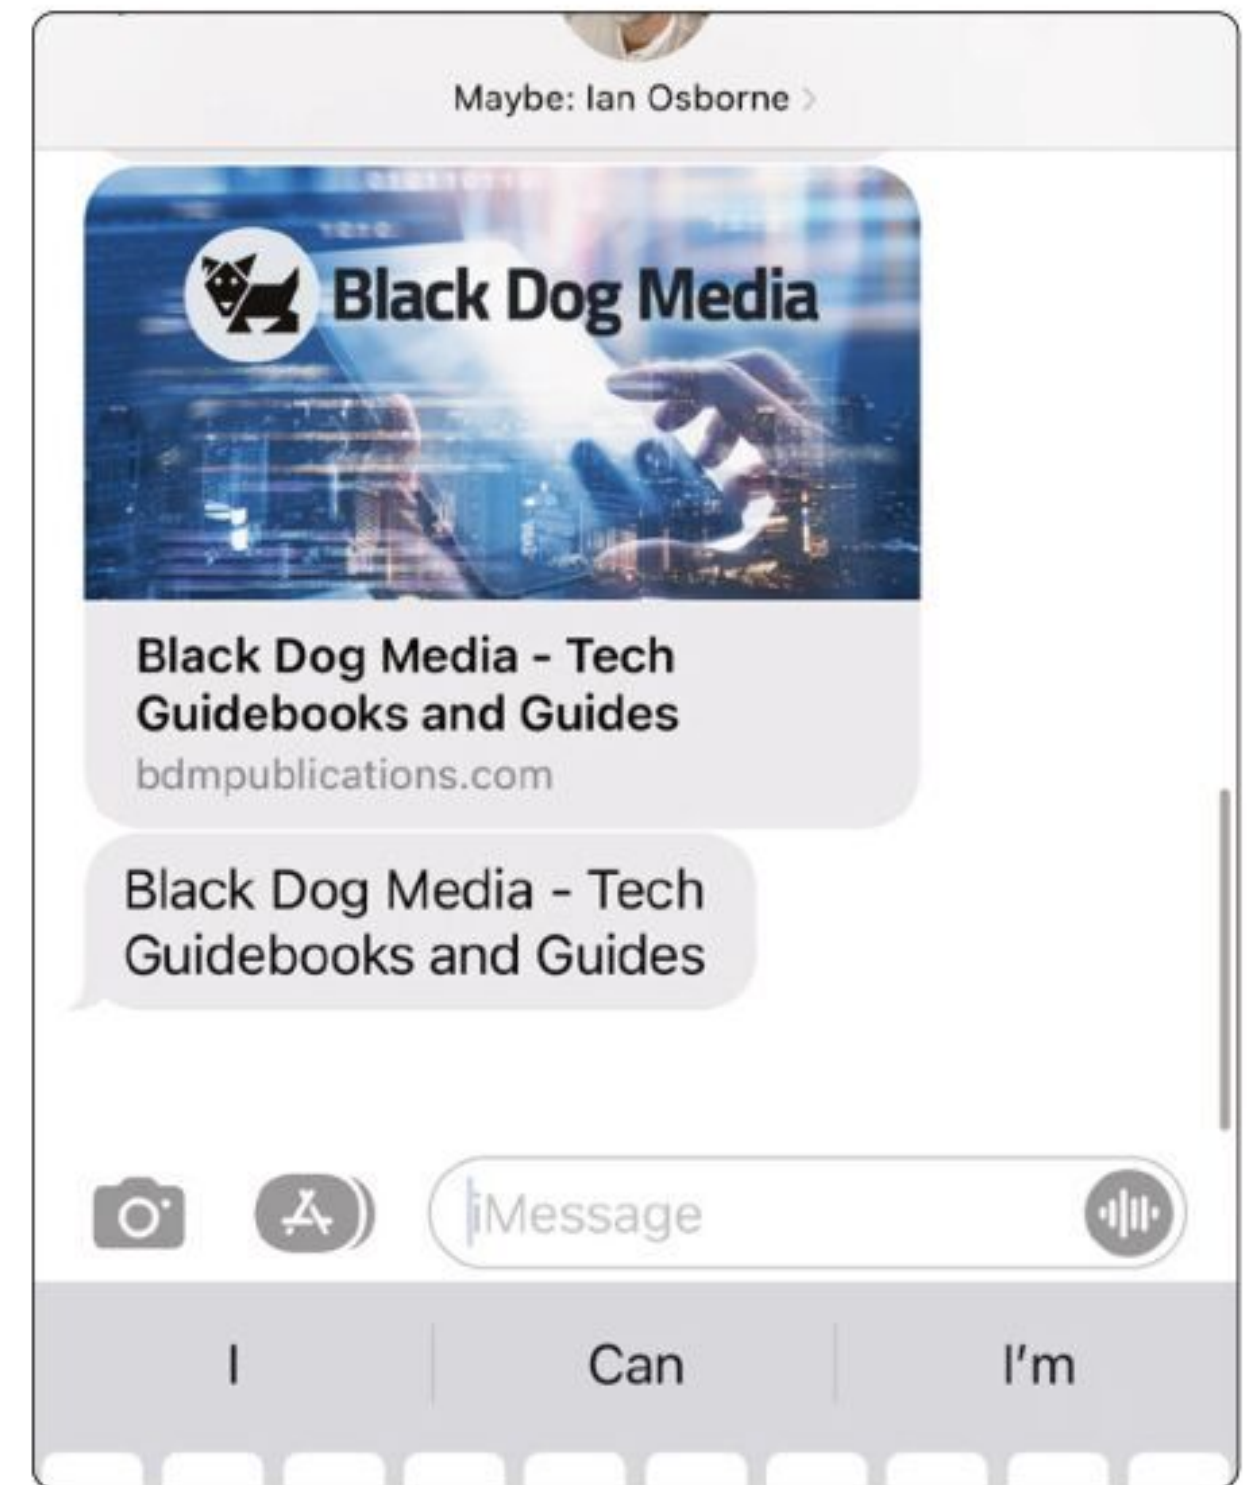 Maybe: Ian Osborne
Black Dog Media
Black Dog Media - Tech
Guidebooks and Guides
bdmpublications.com
Black Dog Media - Tech
Guidebooks and Guides
iMessage
I
Can
I'm